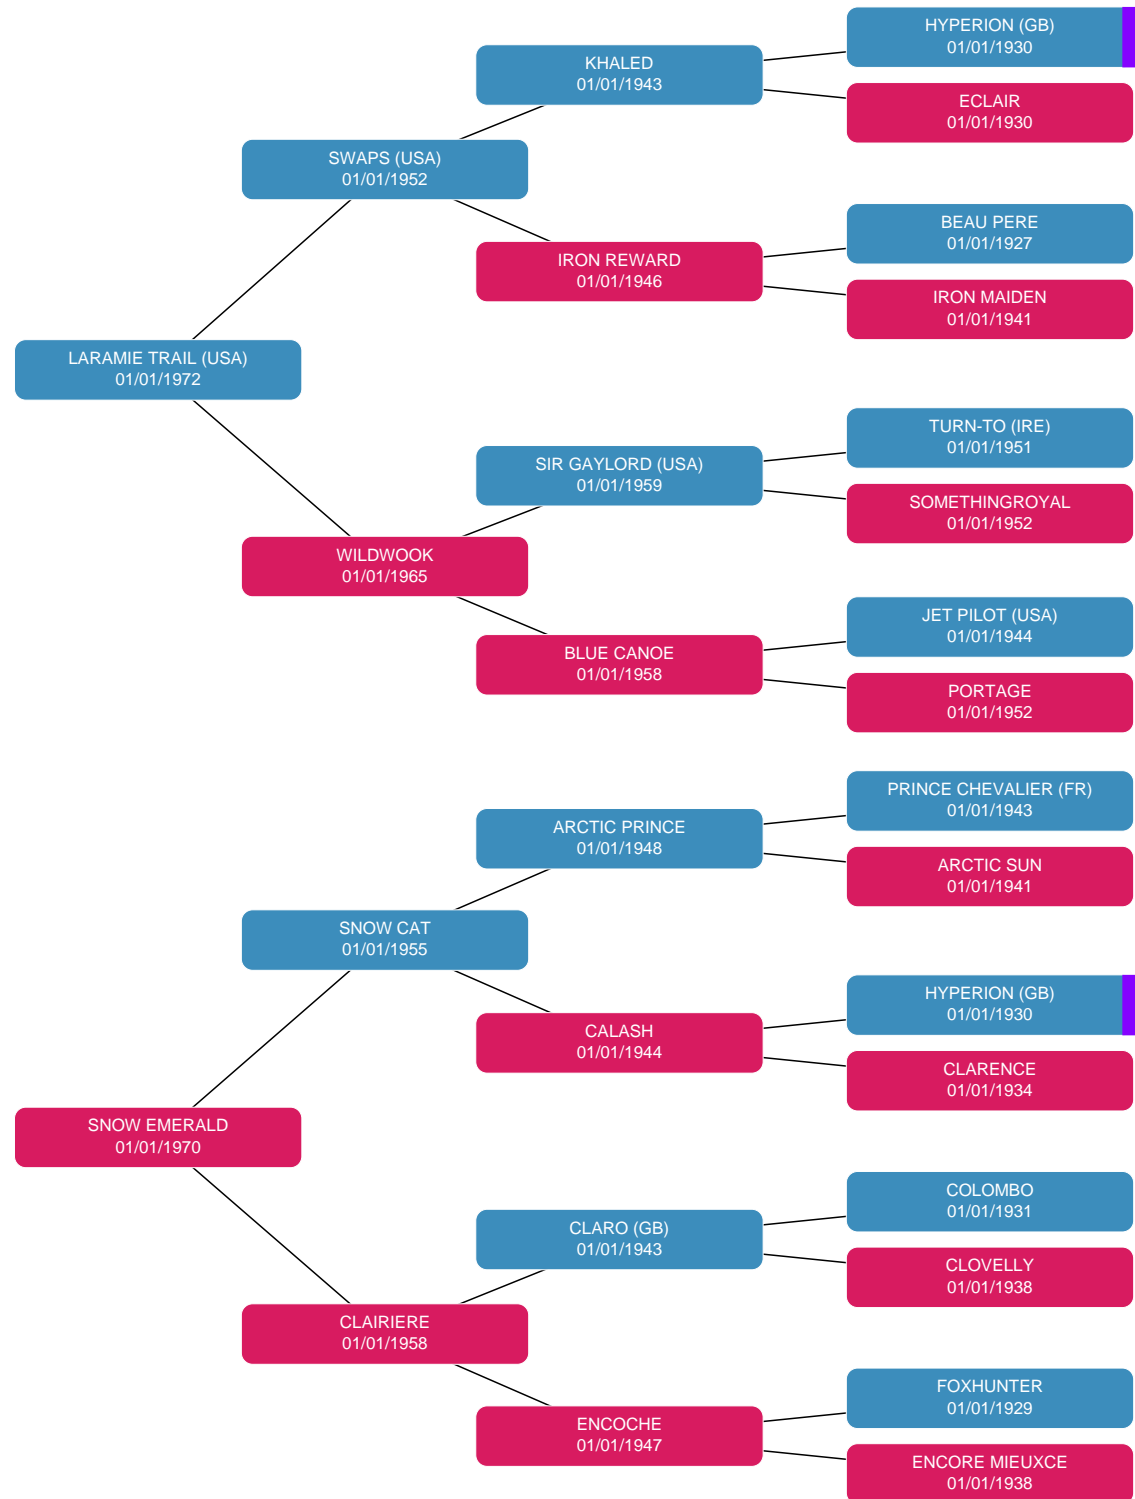 HYPERION (GB)
01/01/1930
KHALED
01/01/1943
ECLAIR
01/01/1930
SWAPS (USA)
01/01/1952
BEAU PERE
01/01/1927
IRON REWARD
01/01/1946
IRON MAIDEN
01/01/1941
LARAMIE TRAIL (USA)
01/01/1972
TURN-TO (IRE)
01/01/1951
SIR GAYLORD (USA)
01/01/1959
SOMETHINGROYAL
01/01/1952
WILDWOOK
01/01/1965
JET PILOT (USA)
01/01/1944
BLUE CANOE
01/01/1958
PORTAGE
01/01/1952
PRINCE CHEVALIER (FR)
01/01/1943
ARCTIC PRINCE
01/01/1948
ARCTIC SUN
01/01/1941
SNOW CAT
01/01/1955
HYPERION (GB)
01/01/1930
CALASH
01/01/1944
CLARENCE
01/01/1934
SNOW EMERALD
01/01/1970
COLOMBO
01/01/1931
CLARO (GB)
01/01/1943
CLOVELLY
01/01/1938
CLAIRIERE
01/01/1958
FOXHUNTER
01/01/1929
ENCOCHE
01/01/1947
ENCORE MIEUXCE
01/01/1938